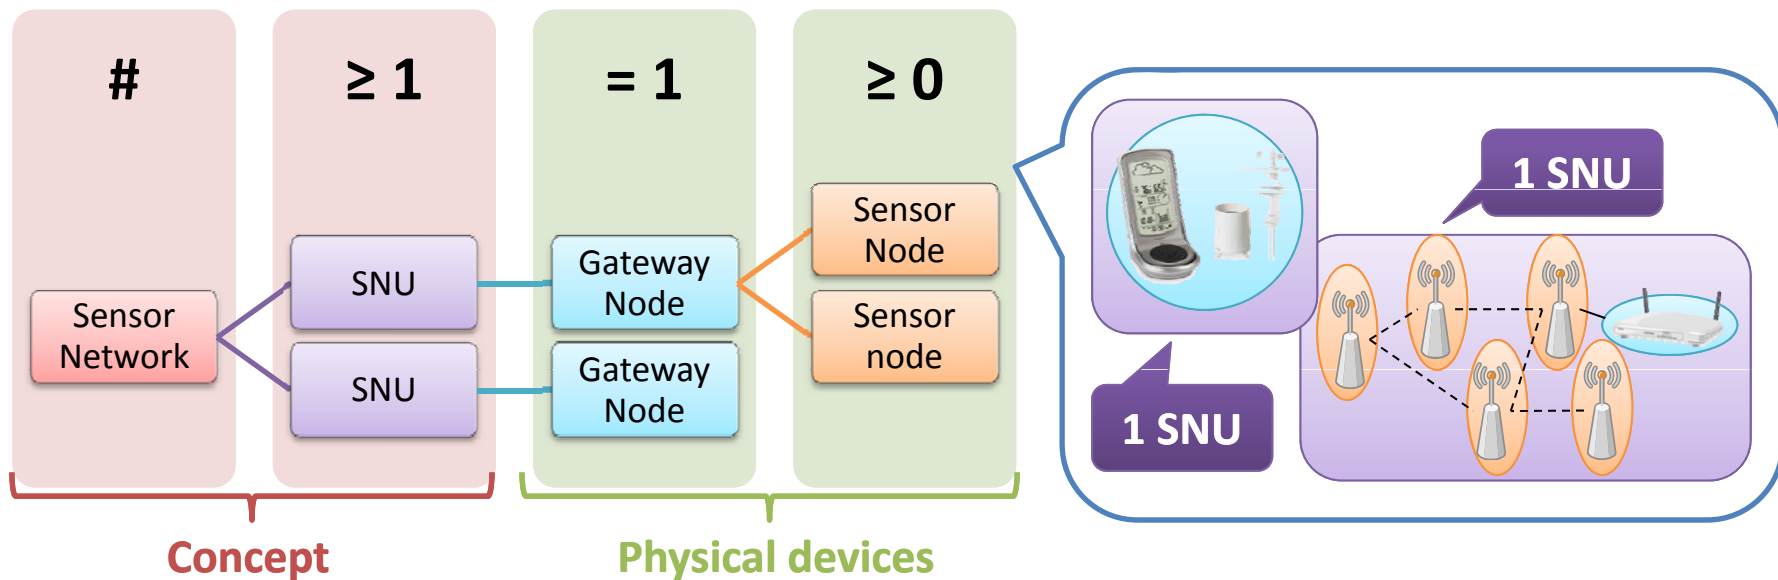 #
≥ 1
= 1
≥ 0
Sensor
Network
SNU
SNU
Gateway
Node
Gateway
Node
Sensor
Node
Sensor
node
Concept
Physical devices
1 SNU
1 SNU